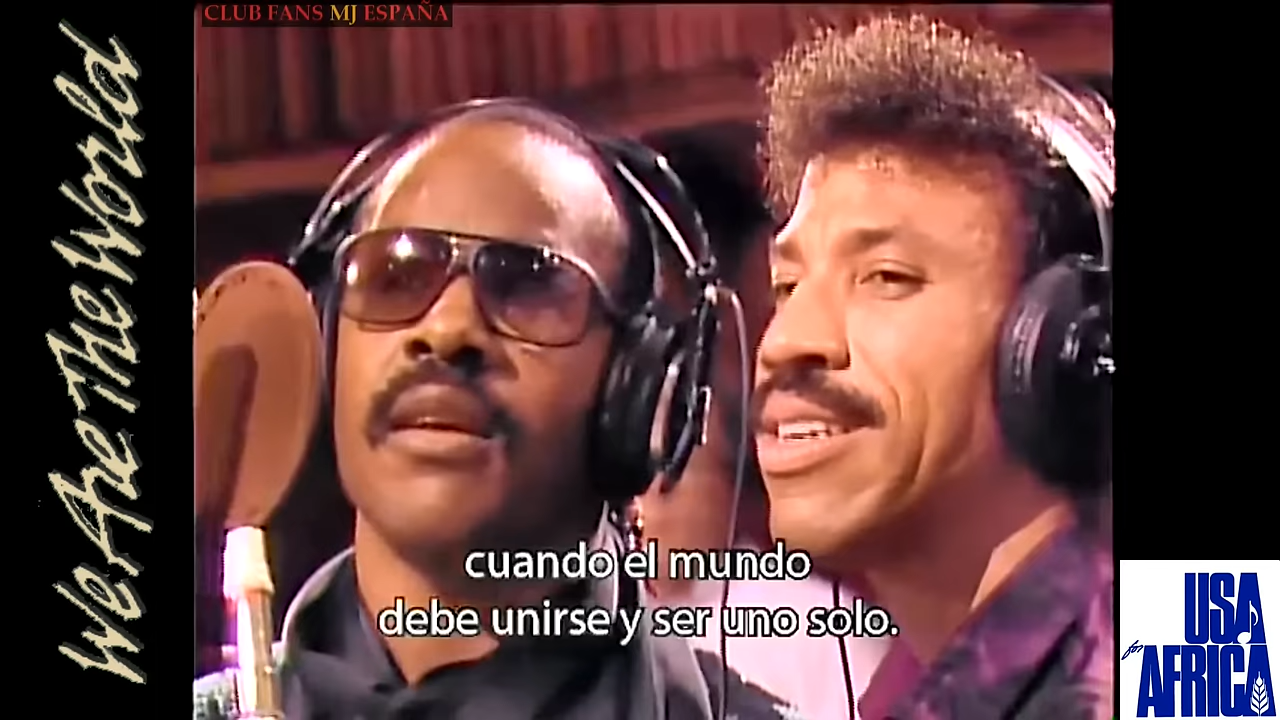 CLUB FANS MJ ESPAÑA
We Are The World
cuando el mundo
debe unirse y ser uno solo.
USA
for
AFRICA